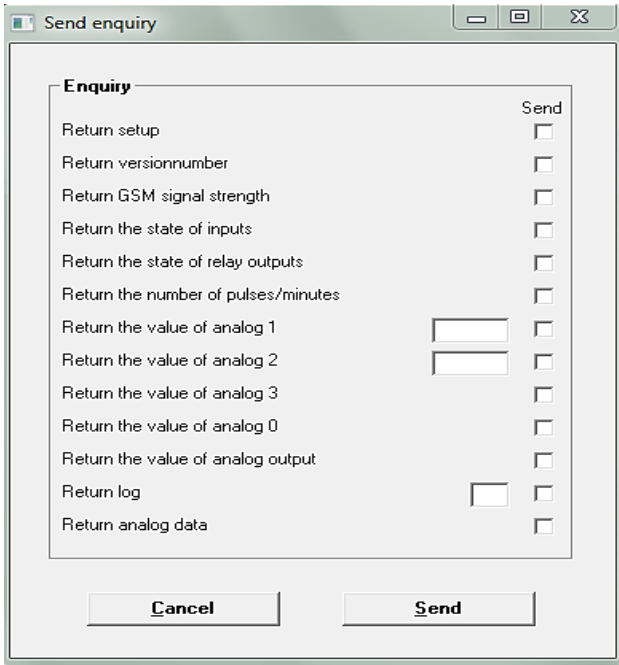 Send enquiry
Enquiry
Send
Return setup
Return versionnumber
Return GSM signal strength
Return the state of inputs
Return the state of relay outputs
Return the number of pulses/minutes
Return the value of analog 1
Return the value of analog 2
Return the value of analog 3
Return the value of analog 0
Return the value of analog output
Return log
Return analog data
Cancel Send